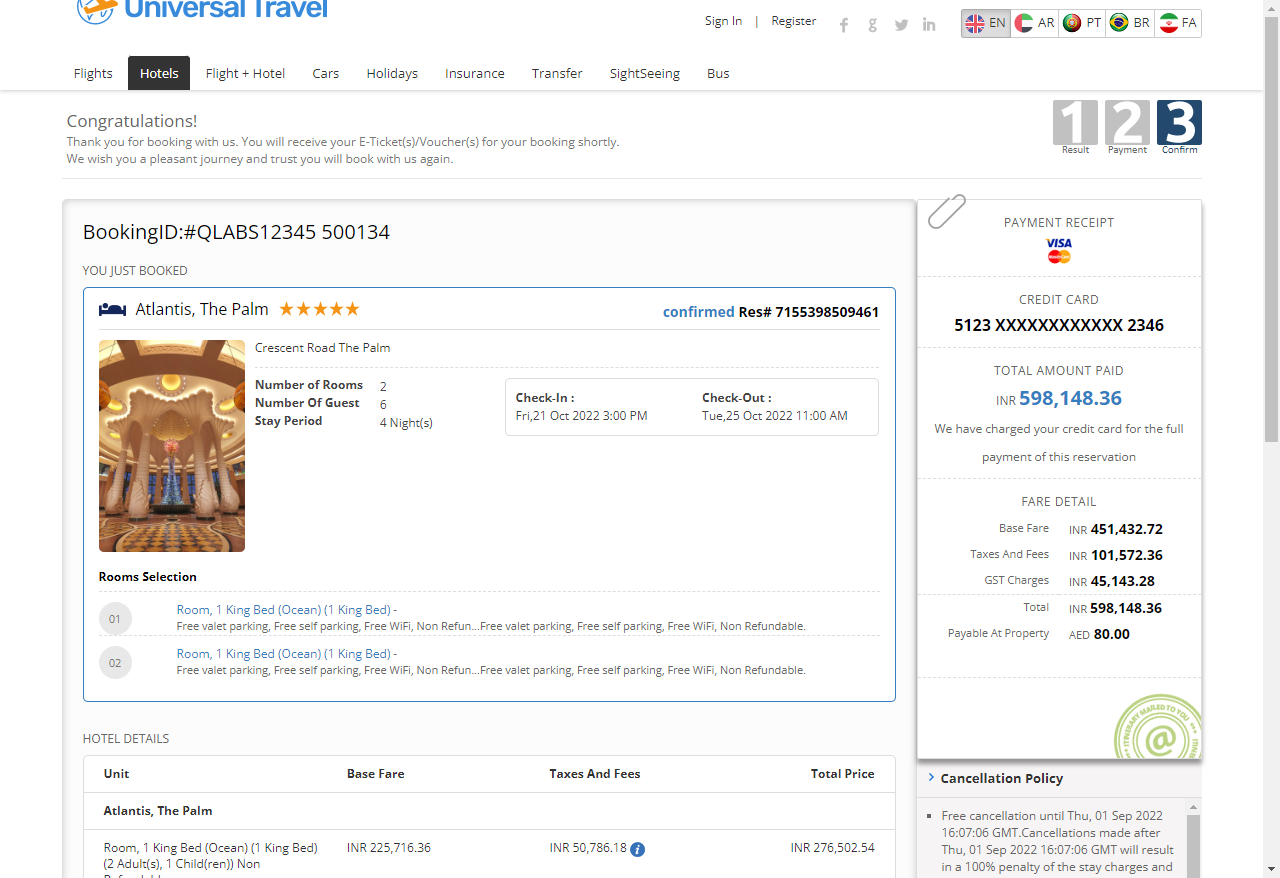 Universal Travel
Sign In | Register
EN AR PT BR FA
Flights Hotels Flight + Hotel Cars Holidays Insurance Transfer SightSeeing Bus
Congratulations!
Thank you for booking with us. You will receive your E-Ticket(s)/Voucher(s) for your booking shortly.
We wish you a pleasant journey and trust you will book with us again.
1 2 3
Result Payment Confirm
BookingID:#QLABS12345 500134
YOU JUST BOOKED
Atlantis, The Palm
confirmed Res# 7155398509461
Crescent Road The Palm
Number of Rooms 2
Number Of Guest 6
Stay Period 4 Night(s)
Check-In : Check-Out :
Fri,21 Oct 2022 3:00 PM Tue,25 Oct 2022 11:00 AM
Rooms Selection
01 Room, 1 King Bed (Ocean) (1 King Bed) -
Free valet parking, Free self parking, Free WiFi, Non Refun...Free valet parking, Free self parking, Free WiFi, Non Refundable.
02 Room, 1 King Bed (Ocean) (1 King Bed) -
Free valet parking, Free self parking, Free WiFi, Non Refun...Free valet parking, Free self parking, Free WiFi, Non Refundable.
HOTEL DETAILS
Unit Base Fare Taxes And Fees Total Price
Atlantis, The Palm
Room, 1 King Bed (Ocean) (1 King Bed) INR 225,716.36 INR 50,786.18 INR 276,502.54
(2 Adult(s), 1 Child(ren)) Non
PAYMENT RECEIPT
VISA
MasterCard
CREDIT CARD
5123 XXXXXXXXXXXX 2346
TOTAL AMOUNT PAID
INR 598,148.36
We have charged your credit card for the full
payment of this reservation
FARE DETAIL
Base Fare INR 451,432.72
Taxes And Fees INR 101,572.36
GST Charges INR 45,143.28
Total INR 598,148.36
Payable At Property AED 80.00
ITINERARY MAILED TO YOU
@
Cancellation Policy
Free cancellation until Thu, 01 Sep 2022
16:07:06 GMT.Cancellations made after
Thu, 01 Sep 2022 16:07:06 GMT will result
in a 100% penalty of the stay charges and